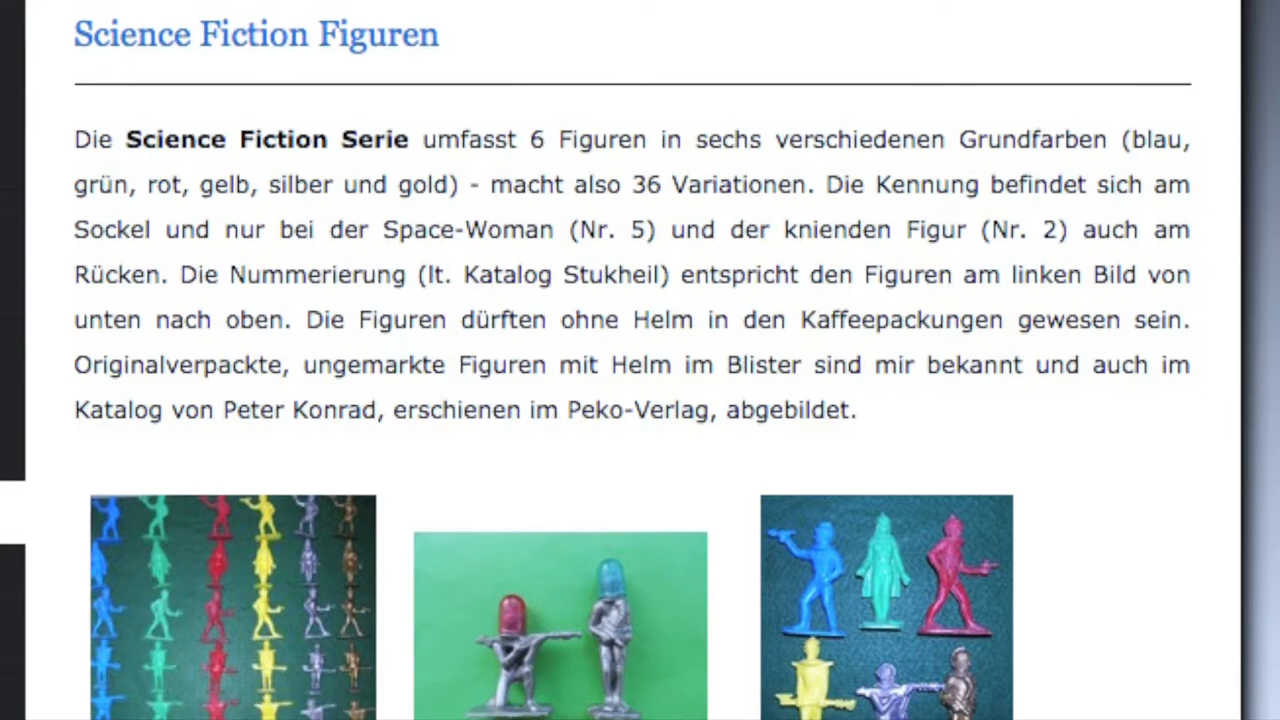 Science Fiction Figuren
Die Science Fiction Serie umfasst 6 Figuren in sechs verschiedenen Grundfarben (blau,
grün, rot, gelb, silber und gold) - macht also 36 Variationen. Die Kennung befindet sich am
Sockel und nur bei der Space-Woman (Nr. 5) und der knienden Figur (Nr. 2) auch am
Rücken. Die Nummerierung (lt. Katalog Stukheil) entspricht den Figuren am linken Bild von
unten nach oben. Die Figuren dürften ohne Helm in den Kaffeepackungen gewesen sein.
Originalverpackte, ungemarkte Figuren mit Helm im Blister sind mir bekannt und auch im
Katalog von Peter Konrad, erschienen im Peko-Verlag, abgebildet.